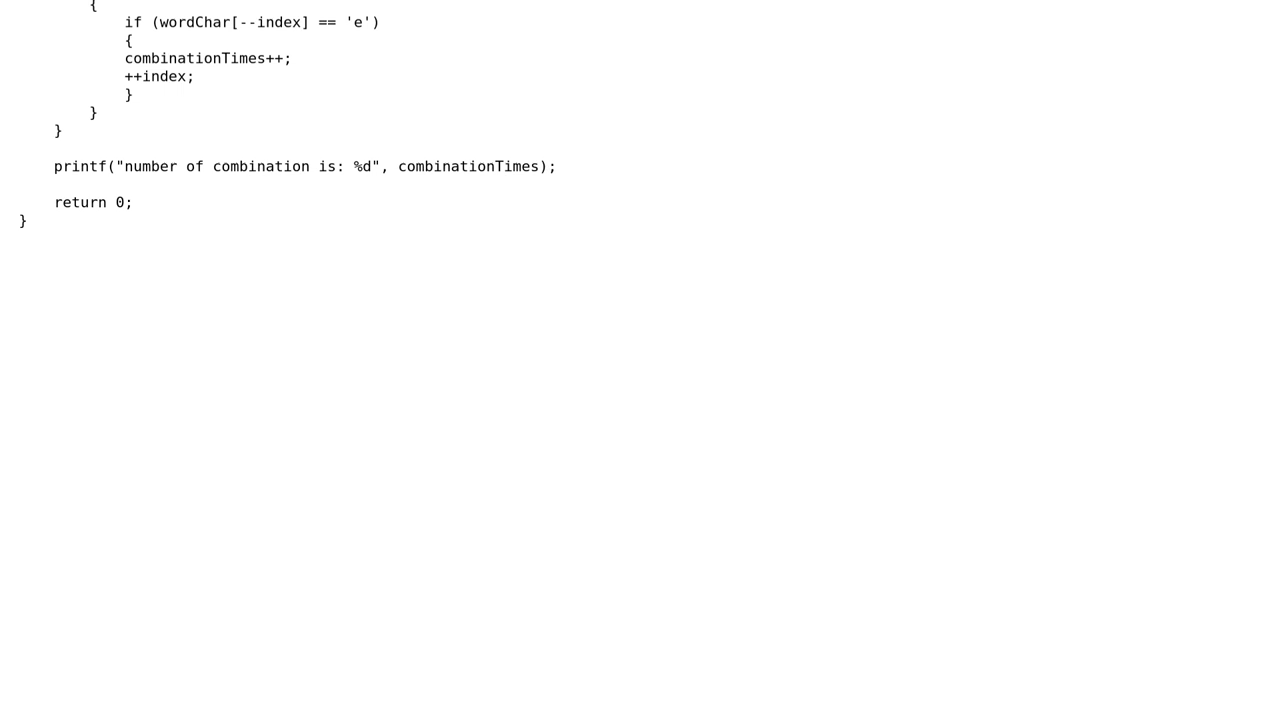 {
if (wordChar[--index] == 'e')
{
combinationTimes++;
++index;
}
}
}
printf("number of combination is: %d", combinationTimes);
return 0;
}